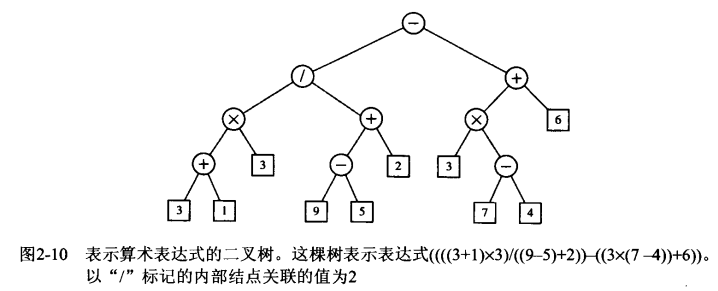 −
/ +
× + × 6
+ 3 − 2 3 −
3 1 9 5 7 4
图2-10 表示算术表达式的二叉树。这棵树表示表达式((((3+1)×3)/((9–5)+2))–((3×(7 –4))+6))。
以“/”标记的内部结点关联的值为2